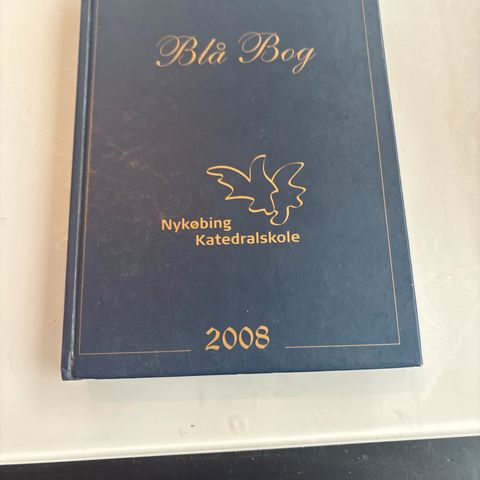 Blå Bog
Nykøbing
Katedralskole
2008